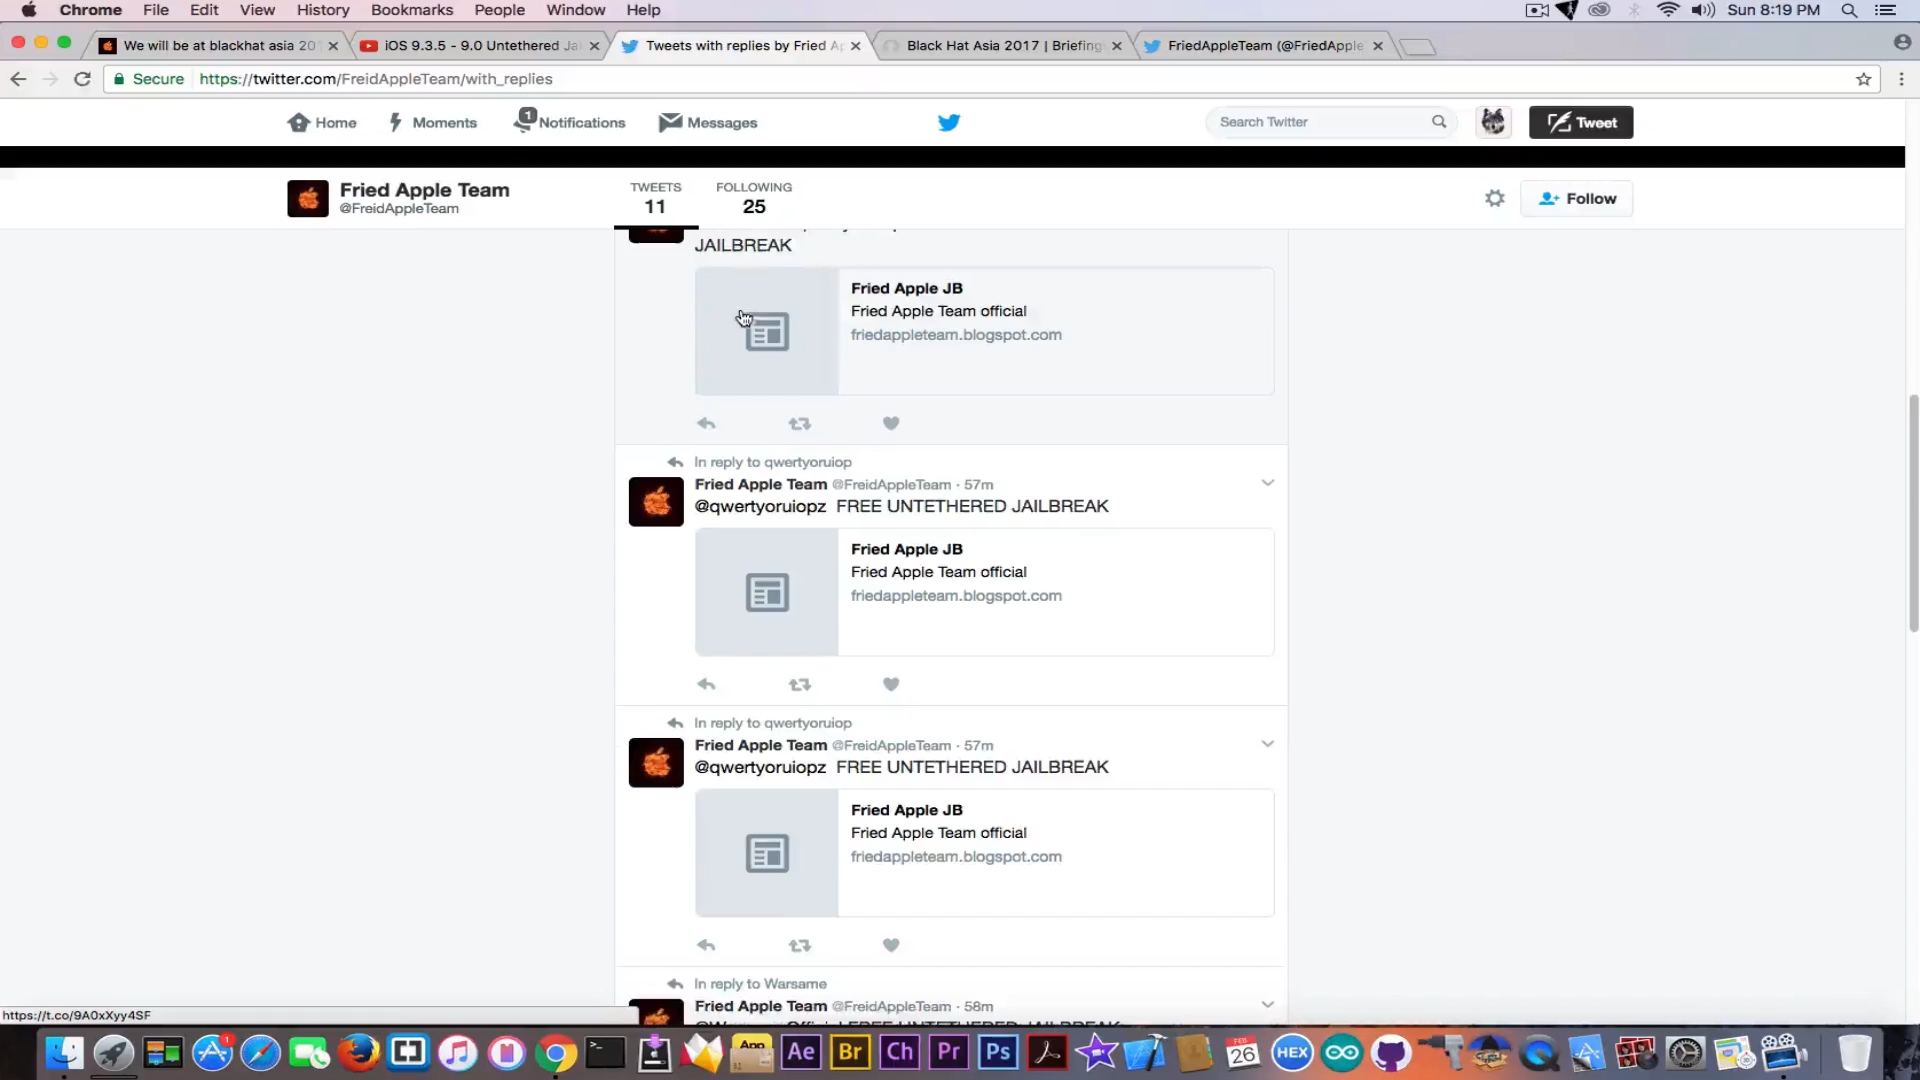 Chrome File Edit View History Bookmarks People Window Help Sun 8:19 PM
We will be at blackhat asia 20 iOS 9.3.5 - 9.0 Untethered Ja Tweets with replies by Fried A Black Hat Asia 2017 | Briefing FriedAppleTeam (@FriedApple
Secure https://twitter.com/FreidAppleTeam/with_replies
Home Moments 1 Notifications Messages Search Twitter Tweet
Fried Apple Team
@FreidAppleTeam
TWEETS FOLLOWING
11 25
Follow
JAILBREAK
Fried Apple JB
Fried Apple Team official
friedappleteam.blogspot.com
In reply to qwertyoruiop
Fried Apple Team @FreidAppleTeam · 57m
@qwertyoruiopz FREE UNTETHERED JAILBREAK
Fried Apple JB
Fried Apple Team official
friedappleteam.blogspot.com
In reply to qwertyoruiop
Fried Apple Team @FreidAppleTeam · 57m
@qwertyoruiopz FREE UNTETHERED JAILBREAK
Fried Apple JB
Fried Apple Team official
friedappleteam.blogspot.com
In reply to Warsame
Fried Apple Team @FreidAppleTeam · 58m
FREE UNTETHERED JAILBREAK
https://t.co/9A0xXyy4SF
1 App Ae Br Ch Pr Ps FEB 26 HEX